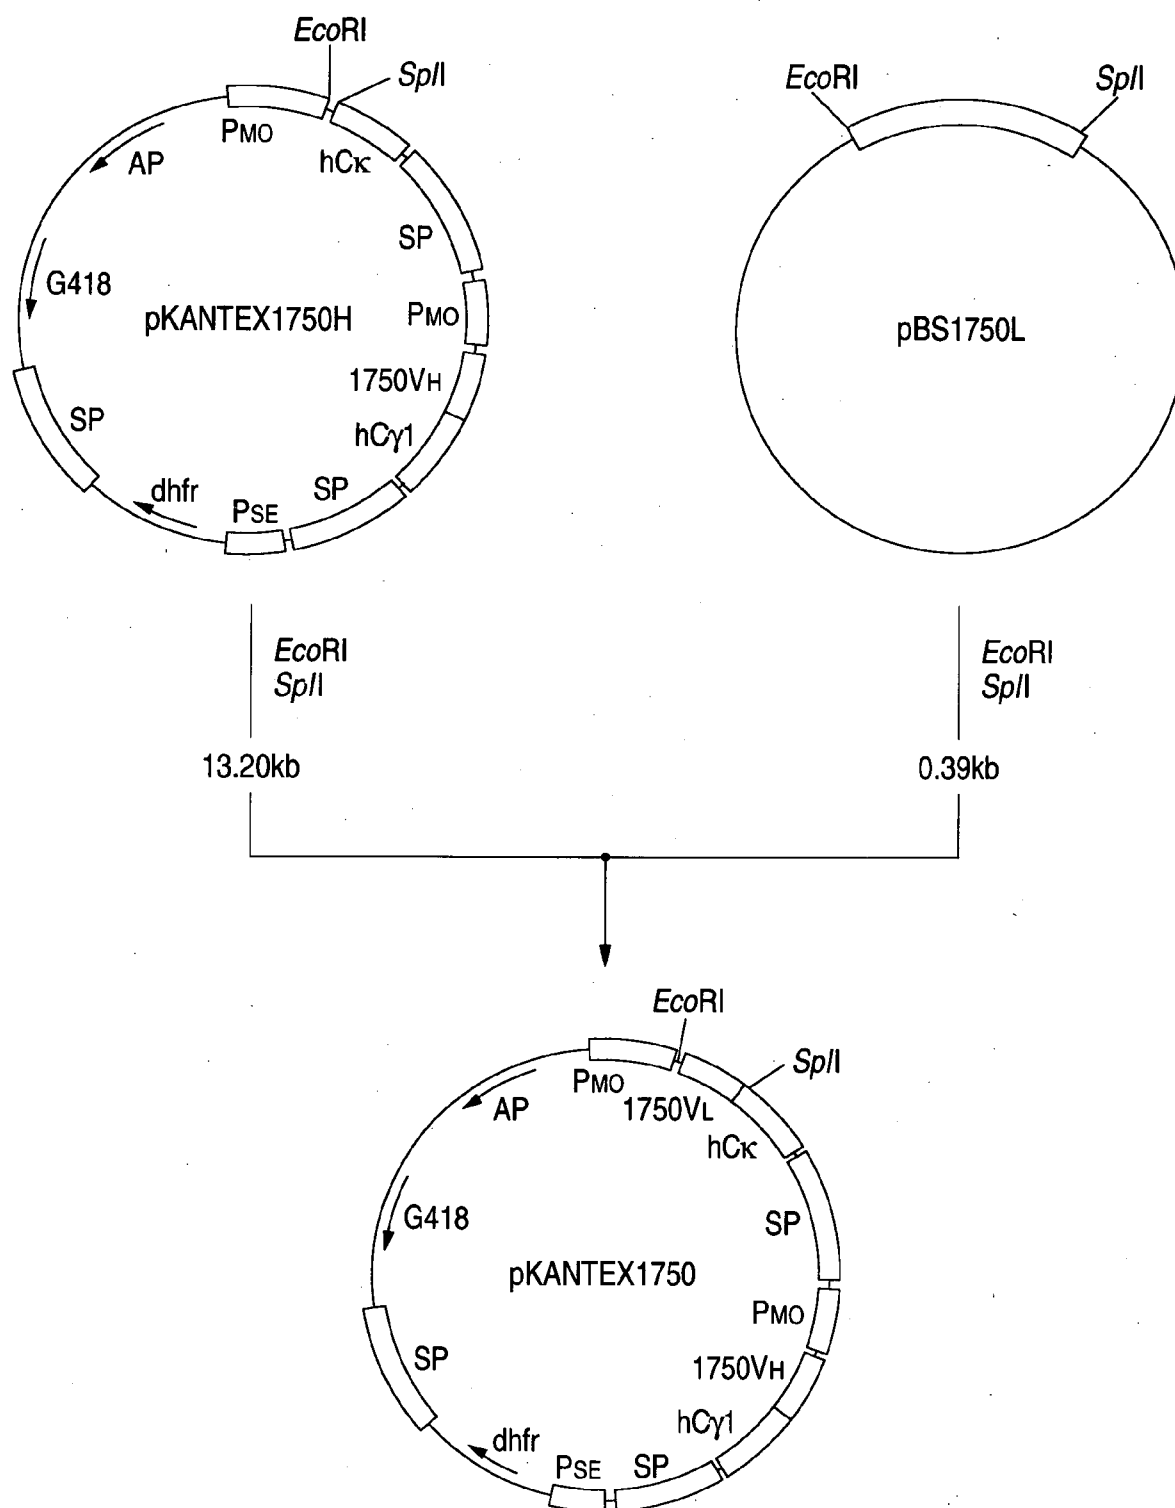 EcoRI
SplI
PMO
hCκ
AP
SP
G418
pKANTEX1750H
PMO
1750VH
hCγ1
SP
SP
dhfr
PSE
EcoRI
SplI
pBS1750L
EcoRI
SplI
13.20kb
EcoRI
SplI
0.39kb
EcoRI
SplI
PMO
1750VL
hCκ
AP
SP
G418
pKANTEX1750
PMO
1750VH
hCγ1
SP
SP
dhfr
PSE